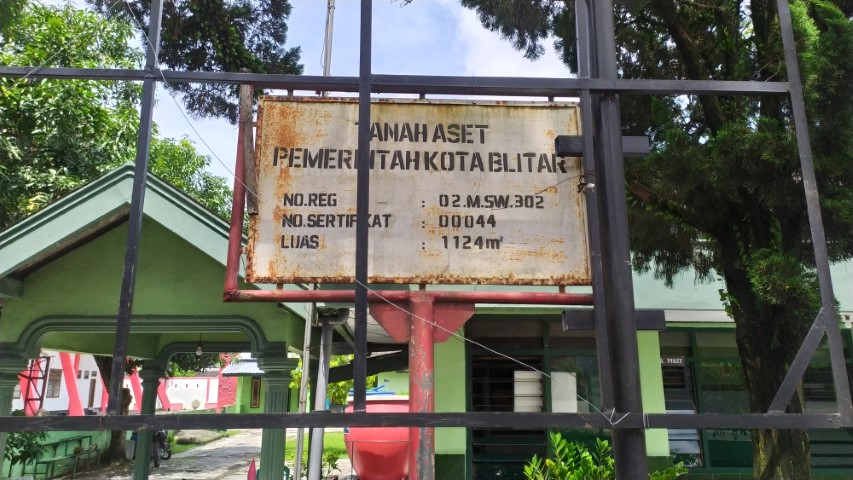 TANAH ASET
PEMERINTAH KOTA BLITAR
NO.REG : 02.M.SW.302
NO.SERTIFIKAT : 00044
LUAS : 1124m²